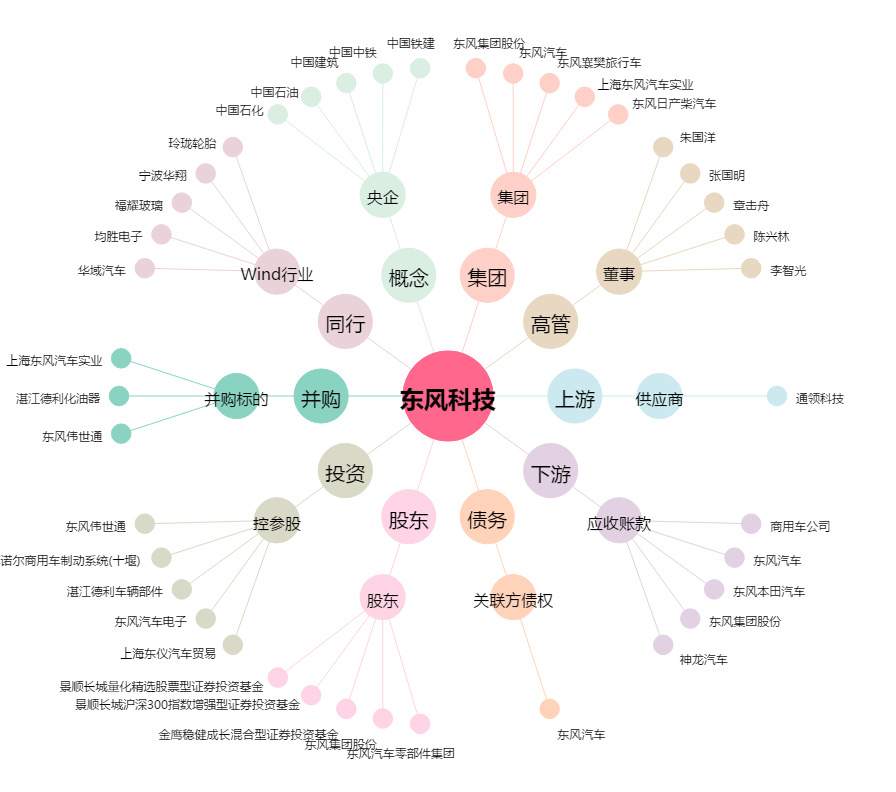 中国铁建
东风集团股份
中国中铁
东风汽车
中国建筑
东风襄樊旅行车
中国石油
上海东风汽车实业
中国石化
东风日产柴汽车
玲珑轮胎
朱国洋
宁波华翔
张国明
央企
集团
福耀玻璃
章击舟
均胜电子
陈兴林
华域汽车
Wind行业
概念
集团
董事
李智光
同行
高管
上海东风汽车实业
湛江德利化油器
并购标的
并购
东风科技
上游
供应商
通领科技
东风伟世通
投资
下游
东风伟世通
控参股
股东
债务
应收账款
商用车公司
诺尔商用车制动系统(十堰)
东风汽车
湛江德利车辆部件
东风本田汽车
股东
关联方债权
东风汽车电子
东风集团股份
上海东仪汽车贸易
神龙汽车
景顺长城量化精选股票型证券投资基金
景顺长城沪深300指数增强型证券投资基金
金鹰稳健成长混合型证券投资基金
东风汽车
东风集团股份
东风汽车零部件集团